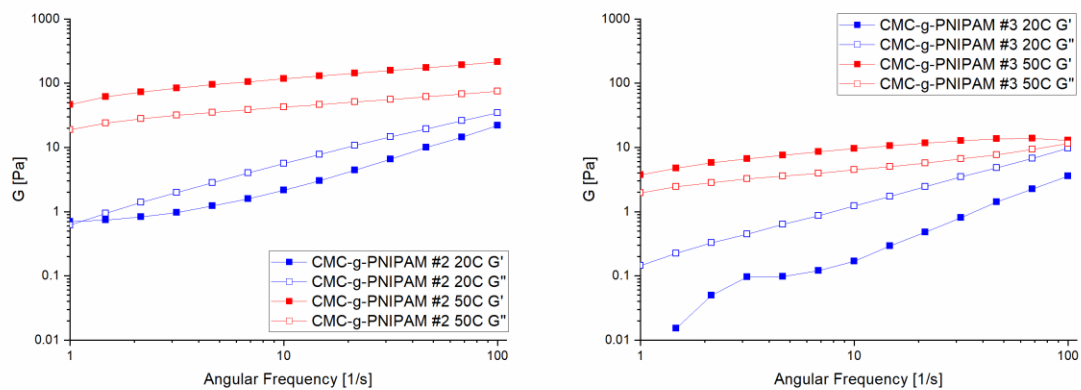 1000
100
10
1
0.1
0.01
G [Pa]
1
10
100
Angular Frequency [1/s]
CMC-g-PNIPAM #2 20C G'
CMC-g-PNIPAM #2 20C G"
CMC-g-PNIPAM #2 50C G'
CMC-g-PNIPAM #2 50C G"
1000
100
10
1
0.1
0.01
G [Pa]
1
10
100
Angular Frequency [1/s]
CMC-g-PNIPAM #3 20C G'
CMC-g-PNIPAM #3 20C G"
CMC-g-PNIPAM #3 50C G'
CMC-g-PNIPAM #3 50C G"